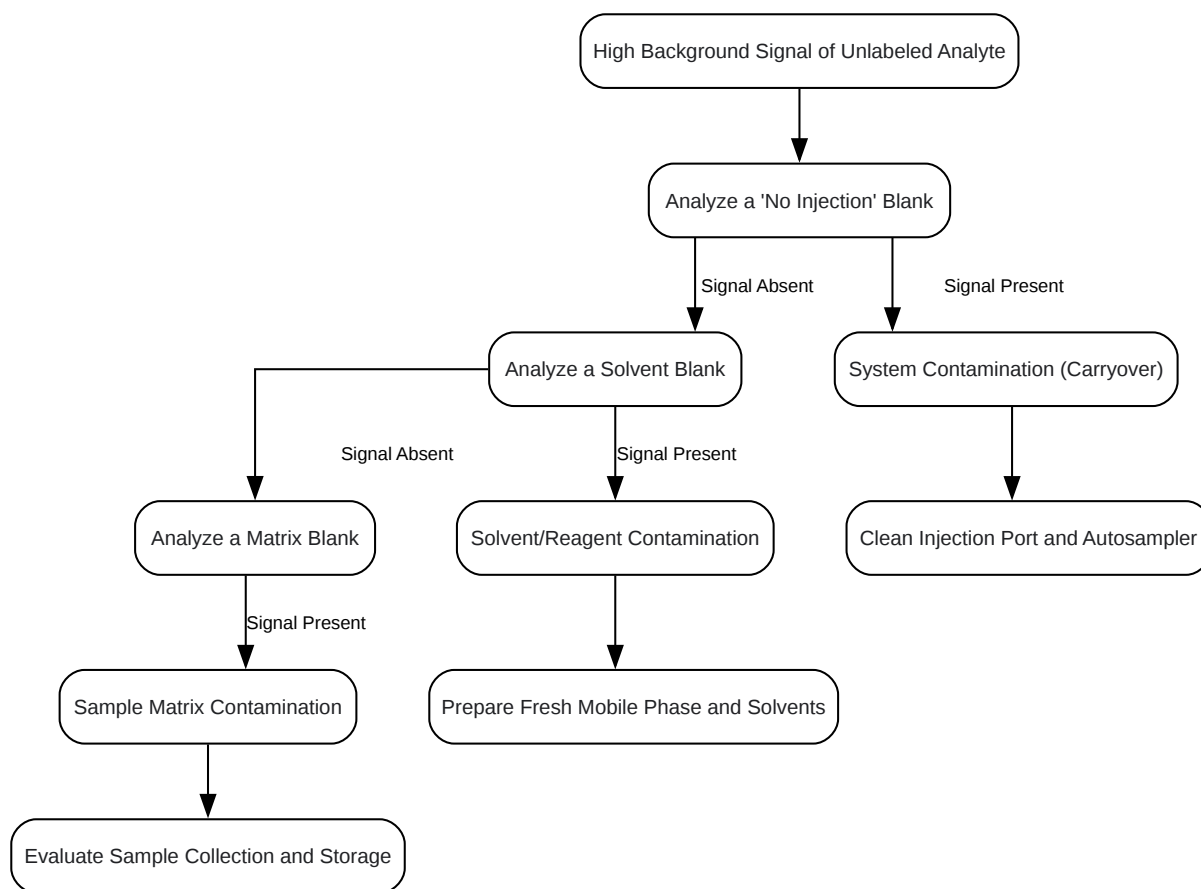 High Background Signal of Unlabeled Analyte
Analyze a 'No Injection' Blank
Signal Absent
Signal Present
Analyze a Solvent Blank
System Contamination (Carryover)
Signal Absent
Signal Present
Analyze a Matrix Blank
Solvent/Reagent Contamination
Clean Injection Port and Autosampler
Signal Present
Sample Matrix Contamination
Prepare Fresh Mobile Phase and Solvents
Evaluate Sample Collection and Storage